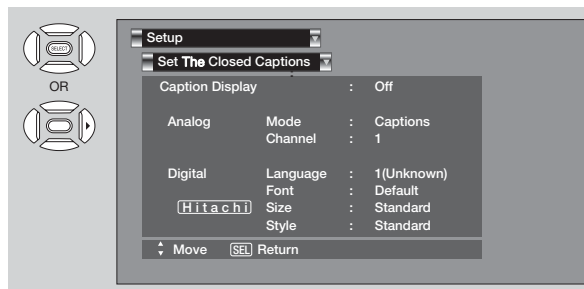 SELECT
OR
Setup
Set The Closed Captions
Caption Display : Off
Analog Mode : Captions
Channel : 1
Digital Language : 1(Unknown)
Font : Default
Hitachi Size : Standard
Style : Standard
Move SEL Return